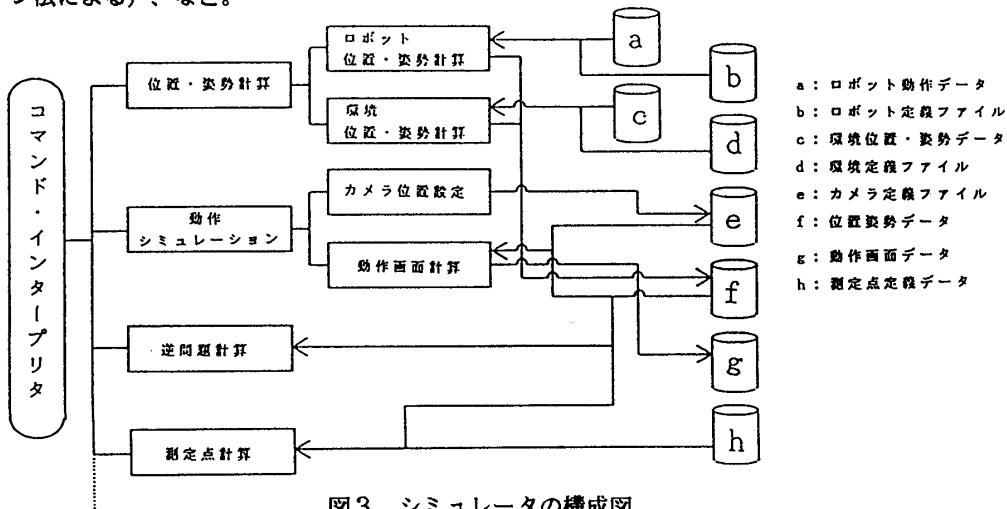 ン法による)、など。
コマンド・インタープリタ
位置・姿勢計算
ロボット
位置・姿勢計算
環境
位置・姿勢計算
動作
シミュレーション
カメラ位置設定
動作画面計算
逆問題計算
測定点計算
a
b
c
d
e
f
g
h
a:ロボット動作データ
b:ロボット定義ファイル
c:環境位置・姿勢データ
d:環境定義ファイル
e:カメラ定義ファイル
f:位置姿勢データ
g:動作画面データ
h:測定点定義データ
図3 シミュレータの構成図